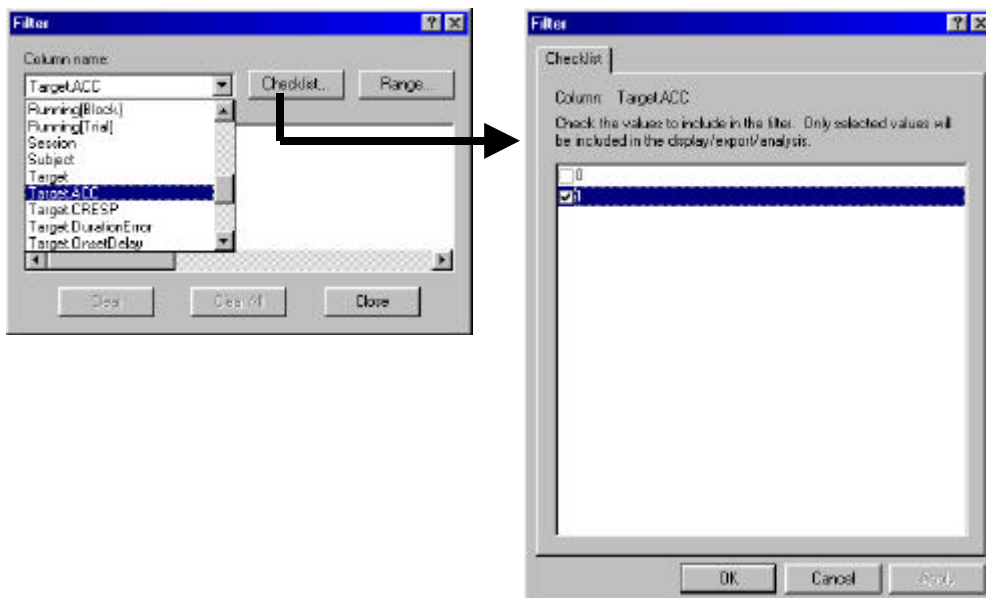 Filter
Column name:
Target.ACC
Checklist...
Range...
Running[Block]
Running[Trial]
Session
Subject
Target
Target.ACC
Target.CRESP
Target.DurationError
Target.OnsetDelay
Clear
Clear All
Close
Filter
Checklist
Column: Target.ACC
Check the values to include in the filter. Only selected values will
be included in the display/export/analysis.
0
1
OK
Cancel
Apply